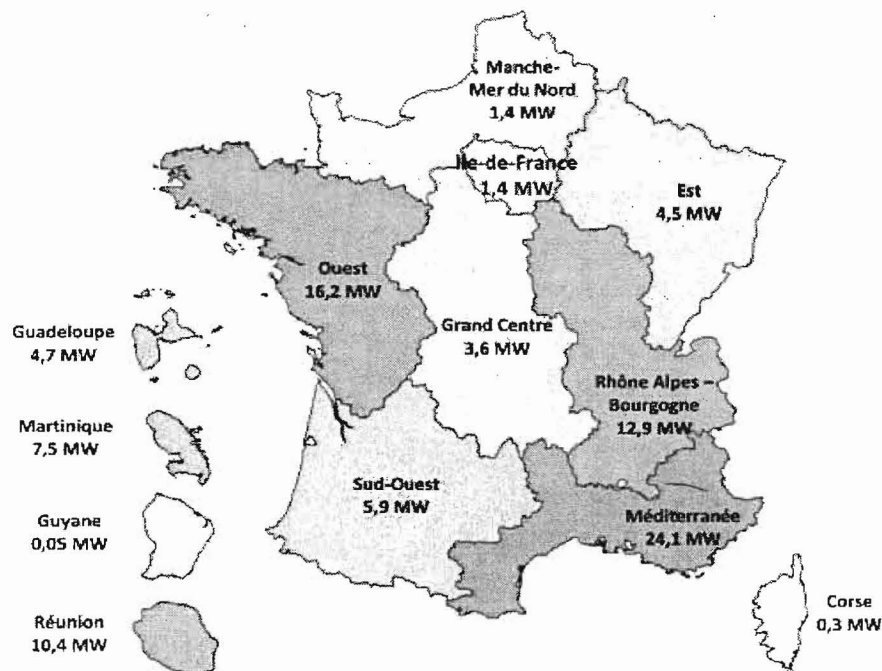 Manche-
Mer du Nord
1,4 MW
Ile-de-France
1,4 MW
Est
4,5 MW
Ouest
16,2 MW
Grand Centre
3,6 MW
Guadeloupe
4,7 MW
Rhône Alpes –
Bourgogne
12,9 MW
Martinique
7,5 MW
Sud-Ouest
5,9 MW
Guyane
0,05 MW
Méditerranée
24,1 MW
Réunion
10,4 MW
Corse
0,3 MW